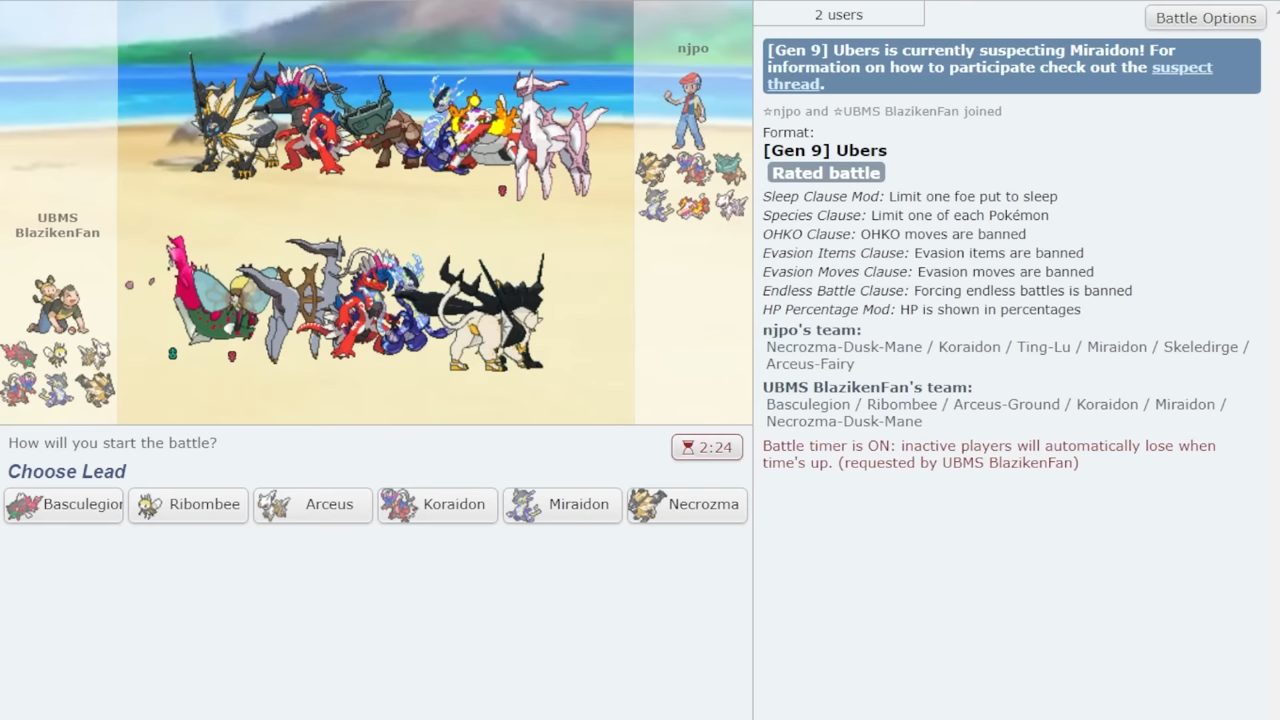 njpo
UBMS
BlazikenFan
How will you start the battle?
2:24
Choose Lead
Basculegior
Ribombee
Arceus
Koraidon
Miraidon
Necrozma
2 users
Battle Options
[Gen 9] Ubers is currently suspecting Miraidon! For
information on how to participate check out the suspect
thread.
☆njpo and ☆UBMS BlazikenFan joined
Format:
[Gen 9] Ubers
Rated battle
Sleep Clause Mod: Limit one foe put to sleep
Species Clause: Limit one of each Pokémon
OHKO Clause: OHKO moves are banned
Evasion Items Clause: Evasion items are banned
Evasion Moves Clause: Evasion moves are banned
Endless Battle Clause: Forcing endless battles is banned
HP Percentage Mod: HP is shown in percentages
njpo's team:
Necrozma-Dusk-Mane / Koraidon / Ting-Lu / Miraidon / Skeledirge /
Arceus-Fairy
UBMS BlazikenFan's team:
Basculegion / Ribombee / Arceus-Ground / Koraidon / Miraidon /
Necrozma-Dusk-Mane
Battle timer is ON: inactive players will automatically lose when
time's up. (requested by UBMS BlazikenFan)